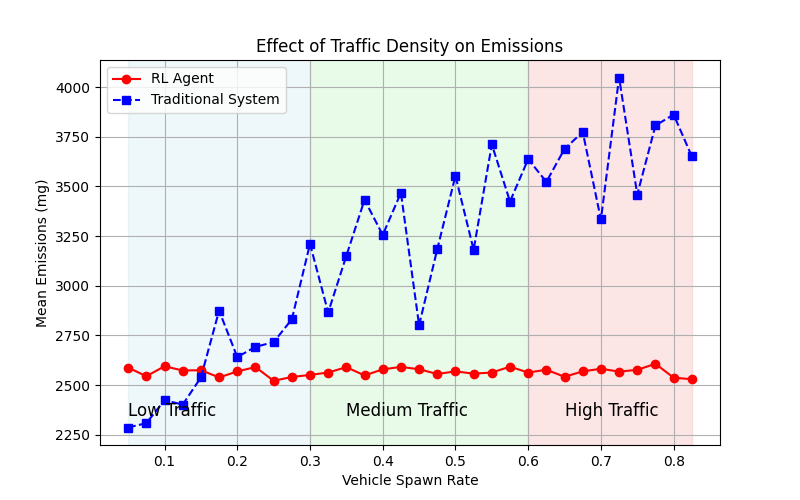 Effect of Traffic Density on Emissions
RL Agent
Traditional System
Mean Emissions (mg)
4000
3750
3500
3250
3000
2750
2500
2250
Low Traffic
Medium Traffic
High Traffic
0.1 0.2 0.3 0.4 0.5 0.6 0.7 0.8
Vehicle Spawn Rate